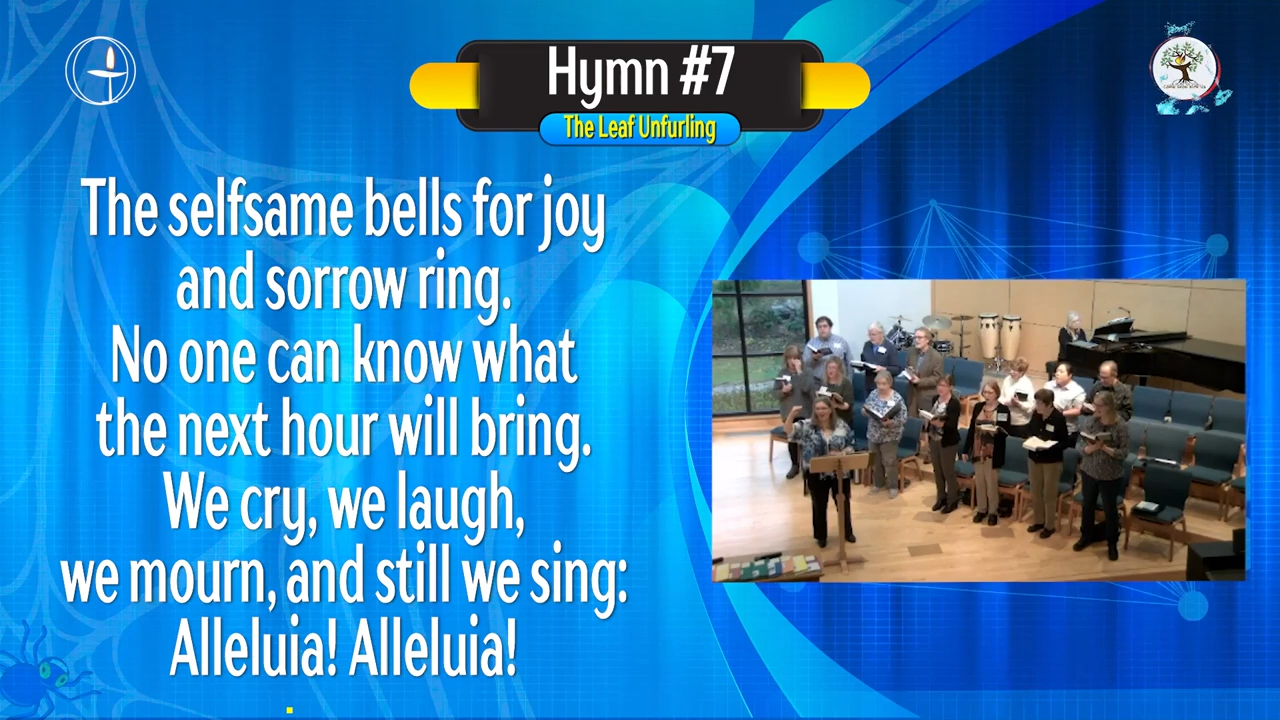 Hymn #7
The Leaf Unfurling
The selfsame bells for joy
and sorrow ring.
No one can know what
the next hour will bring.
We cry, we laugh,
we mourn, and still we sing:
Alleluia! Alleluia!